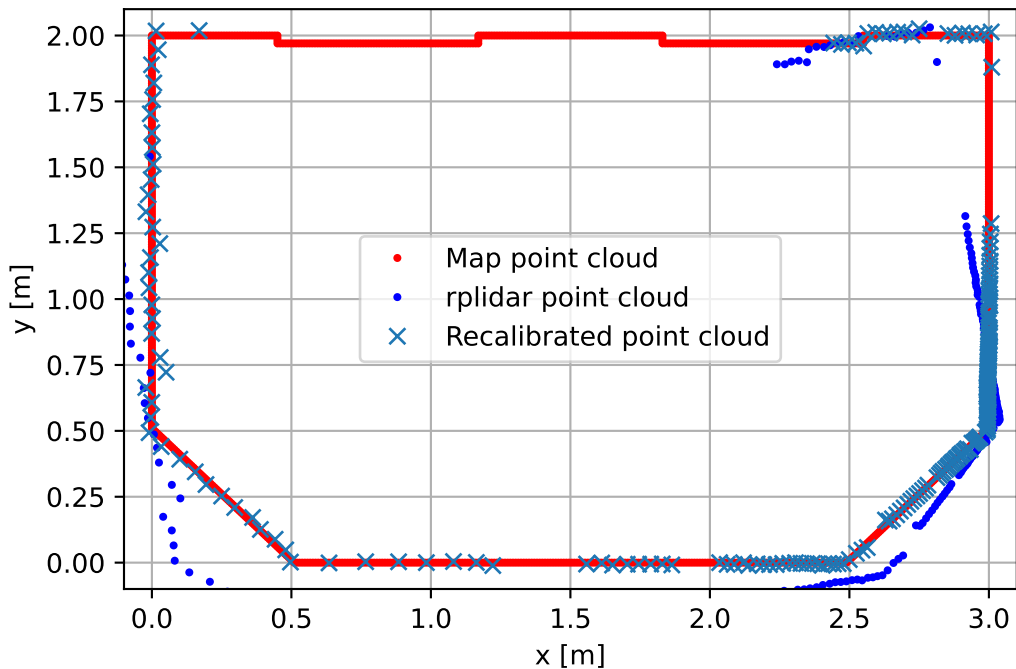 2.00
1.75
1.50
1.25
1.00
0.75
0.50
0.25
0.00
y [m]
Map point cloud
rplidar point cloud
Recalibrated point cloud
0.0 0.5 1.0 1.5 2.0 2.5 3.0
x [m]